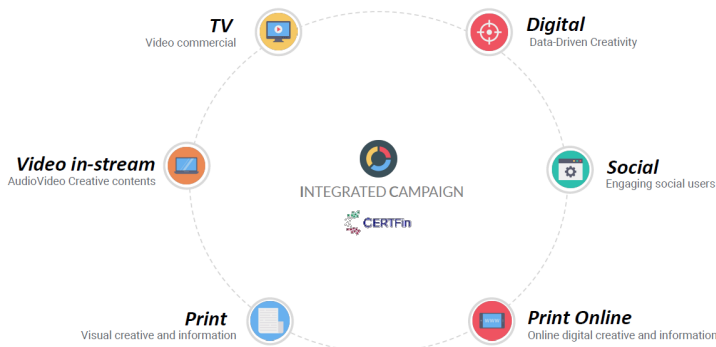 TV
Video commercial
Digital
Data-Driven Creativity
Video in-stream
AudioVideo Creative contents
INTEGRATED CAMPAIGN
CERTFin
Social
Engaging social users
Print
Visual creative and information
Print Online
Online digital creative and information
WWW